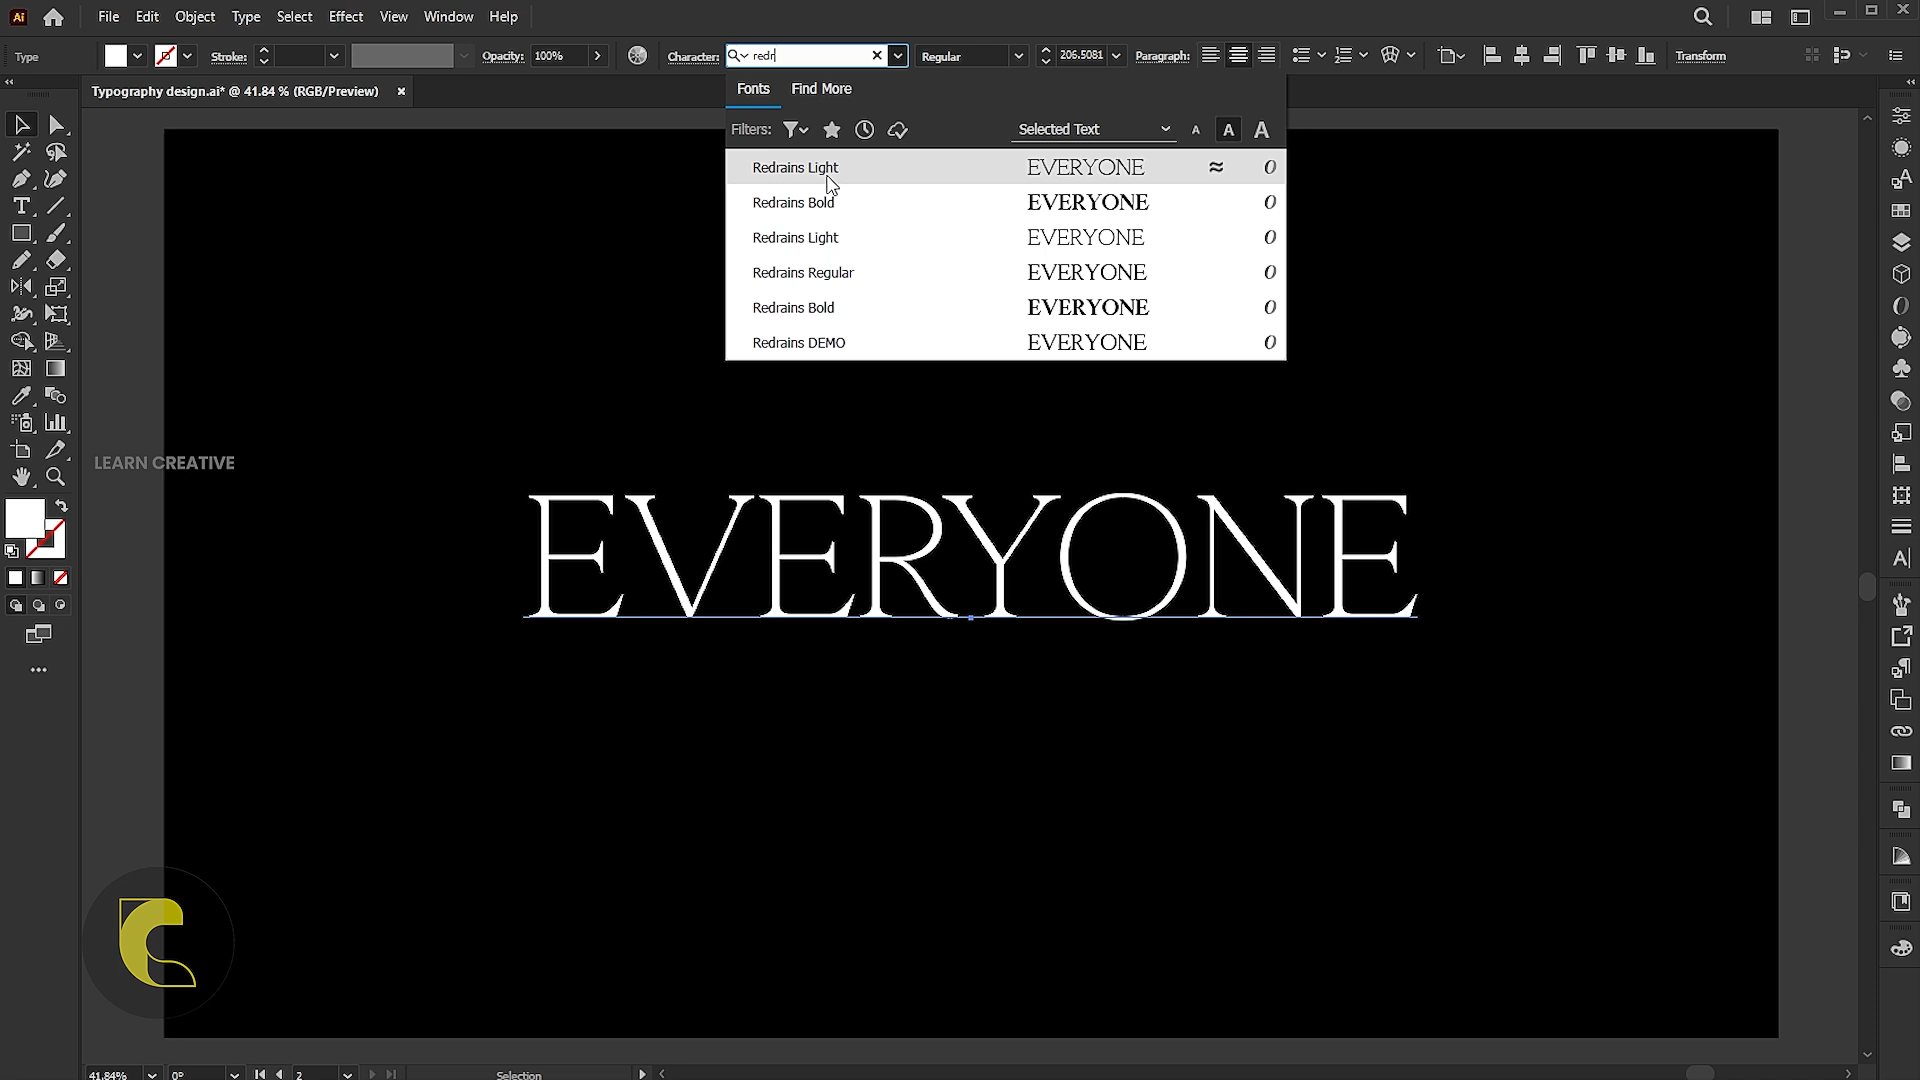 Ai File Edit Object Type Select Effect View Window Help
Type Stroke: Opacity: 100% Character: redr Regular 206.5081 Paragraph: Transform
Typography design.ai* @ 41.84 % (RGB/Preview) ×
Fonts Find More
Filters: Selected Text A A A
Redrains Light EVERYONE ≈ O
Redrains Bold EVERYONE O
Redrains Light EVERYONE O
Redrains Regular EVERYONE O
Redrains Bold EVERYONE O
Redrains DEMO EVERYONE O
LEARN CREATIVE
EVERYONE
41.84% 0° 2 Selection